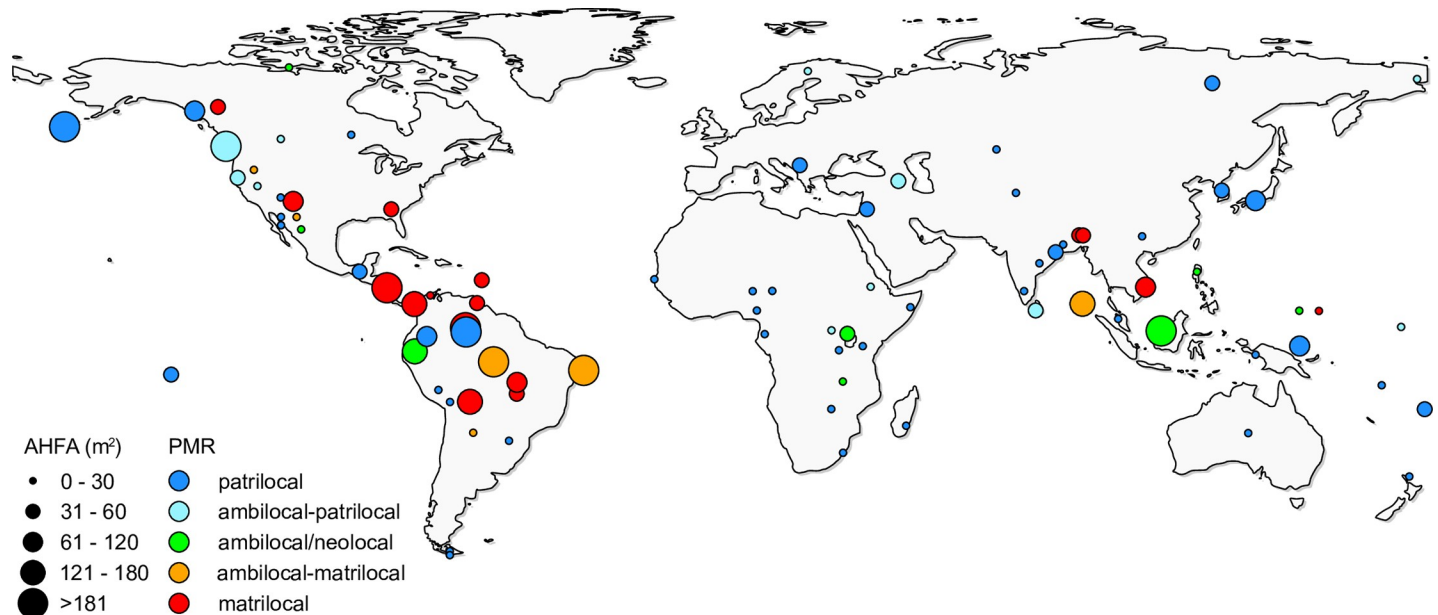 AHFA (m²) PMR
0 - 30 patrilocal
31 - 60 ambilocal-patrilocal
61 - 120 ambilocal/neolocal
121 - 180 ambilocal-matrilocal
>181 matrilocal